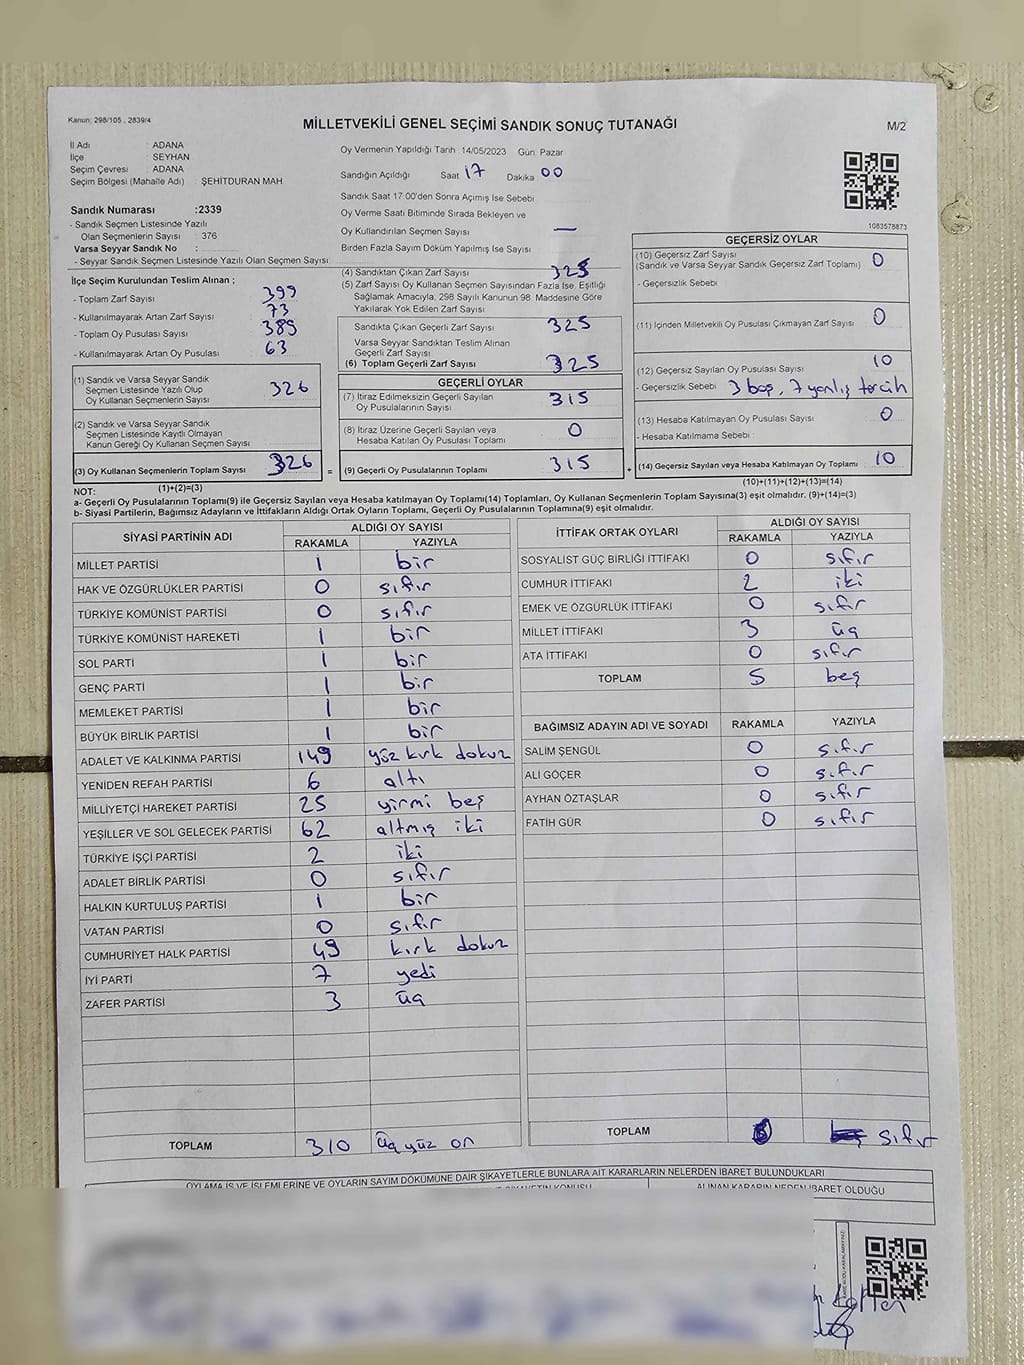 Kanun: 298/105 , 2839/4
MİLLETVEKİLİ GENEL SEÇİMİ SANDIK SONUÇ TUTANAĞI
M/2
İl Adı : ADANA
İlçe : SEYHAN
Seçim Çevresi : ADANA
Seçim Bölgesi (Mahalle Adı) ŞEHİTDURAN MAH
Sandık Numarası :2339
- Sandık Seçmen Listesinde Yazılı
Olan Seçmenlerin Sayısı : 376
Varsa Seyyar Sandık No :
- Seyyar Sandık Seçmen Listesinde Yazılı Olan Seçmen Sayısı:
Oy Vermenin Yapıldığı Tarih : 14/05/2023 Gün: Pazar
Sandığın Açıldığı Saat 17 Dakika 00
Sandık Saat 17:00'den Sonra Açımış İse Sebebi
Oy Verme Saati Bitiminde Sırada Bekleyen ve
Oy Kullandırılan Seçmen Sayısı —
Birden Fazla Sayım Döküm Yapılmış İse Sayısı
1083578873
İlçe Seçim Kurulundan Teslim Alınan ;
- Toplam Zarf Sayısı 399
- Kullanılmayarak Artan Zarf Sayısı 73
- Toplam Oy Pusulası Sayısı 389
- Kullanılmayarak Artan Oy Pusulası 63
(1) Sandık ve Varsa Seyyar Sandık
Seçmen Listesinde Yazılı Olup
Oy Kullanan Seçmenlerin Sayısı 326
(2) Sandık ve Varsa Seyyar Sandık
Seçmen Listesinde Kayıtlı Olmayan
Kanun Gereği Oy Kullanan Seçmen Sayısı
(3) Oy Kullanan Seçmenlerin Toplam Sayısı 326 =
(1)+(2)=(3)
(4) Sandıktan Çıkan Zarf Sayısı 325
(5) Zarf Sayısı Oy Kullanan Seçmen Sayısından Fazla İse, Eşitliği
Sağlamak Amacıyla, 298 Sayılı Kanunun 98. Maddesine Göre
Yakılarak Yok Edilen Zarf Sayısı
Sandıkta Çıkan Geçerli Zarf Sayısı 325
Varsa Seyyar Sandıktan Teslim Alınan
Geçerli Zarf Sayısı
(6) Toplam Geçerli Zarf Sayısı 325
GEÇERLİ OYLAR
(7) İtiraz Edilmeksizin Geçerli Sayılan
Oy Pusulalarının Sayısı 315
(8) İtiraz Üzerine Geçerli Sayılan veya
Hesaba Katılan Oy Pusulası Toplamı 0
(9) Geçerli Oy Pusulalarının Toplamı 315 +
GEÇERSİZ OYLAR
(10) Geçersiz Zarf Sayısı
(Sandık ve Varsa Seyyar Sandık Geçersiz Zarf Toplamı) 0
- Geçersizlik Sebebi
(11) İçinden Milletvekili Oy Pusulası Çıkmayan Zarf Sayısı 0
(12) Geçersiz Sayılan Oy Pusulası Sayısı 10
- Geçersizlik Sebebi 3 boş, 7 yanlış tercih
(13) Hesaba Katılmayan Oy Pusulası Sayısı 0
- Hesaba Katılmama Sebebi :
(14) Geçersiz Sayılan veya Hesaba Katılmayan Oy Toplamı 10
(10)+(11)+(12)+(13)=(14)
NOT:
a- Geçerli Oy Pusulalarının Toplamı(9) ile Geçersiz Sayılan veya Hesaba katılmayan Oy Toplamı(14) Toplamları, Oy Kullanan Seçmenlerin Toplam Sayısına(3) eşit olmalıdır. (9)+(14)=(3)
b- Siyasi Partilerin, Bağımsız Adayların ve İttifakların Aldığı Ortak Oyların Toplamı, Geçerli Oy Pusulalarının Toplamına(9) eşit olmalıdır.
SİYASİ PARTİNİN ADI ALDIĞI OY SAYISI
RAKAMLA YAZIYLA
MİLLET PARTİSİ 1 bir
HAK VE ÖZGÜRLÜKLER PARTİSİ 0 sıfır
TÜRKİYE KOMÜNİST PARTİSİ 0 sıfır
TÜRKİYE KOMÜNİST HAREKETİ 1 bir
SOL PARTİ 1 bir
GENÇ PARTİ 1 bir
MEMLEKET PARTİSİ 1 bir
BÜYÜK BİRLİK PARTİSİ 1 bir
ADALET VE KALKINMA PARTİSİ 149 yüz kırk dokuz
YENİDEN REFAH PARTİSİ 6 altı
MİLLİYETÇİ HAREKET PARTİSİ 25 yirmi beş
YEŞİLLER VE SOL GELECEK PARTİSİ 62 altmış iki
TÜRKİYE İŞÇİ PARTİSİ 2 iki
ADALET BİRLİK PARTİSİ 0 sıfır
HALKIN KURTULUŞ PARTİSİ 1 bir
VATAN PARTİSİ 0 sıfır
CUMHURİYET HALK PARTİSİ 49 kırk dokuz
İYİ PARTİ 7 yedi
ZAFER PARTİSİ 3 üç
TOPLAM 310 üç yüz on
İTTİFAK ORTAK OYLARI ALDIĞI OY SAYISI
RAKAMLA YAZIYLA
SOSYALİST GÜÇ BİRLİĞİ İTTİFAKI 0 sıfır
CUMHUR İTTİFAKI 2 iki
EMEK VE ÖZGÜRLÜK İTTİFAKI 0 sıfır
MİLLET İTTİFAKI 3 üç
ATA İTTİFAKI 0 sıfır
TOPLAM 5 beş
BAĞIMSIZ ADAYIN ADI VE SOYADI RAKAMLA YAZIYLA
SALİM ŞENGÜL 0 sıfır
ALİ GÖÇER 0 sıfır
AYHAN ÖZTAŞLAR 0 sıfır
FATİH GÜR 0 sıfır
TOPLAM sıfır
OYLAMA İŞ VE İŞLEMLERİNE VE OYLARIN SAYIM DÖKÜMÜNE DAİR ŞİKAYETLERLE BUNLARA AİT KARARLARIN NELERDEN İBARET BULUNDUKLARI
ALINAN KARARIN NEDEN İBARET OLDUĞU